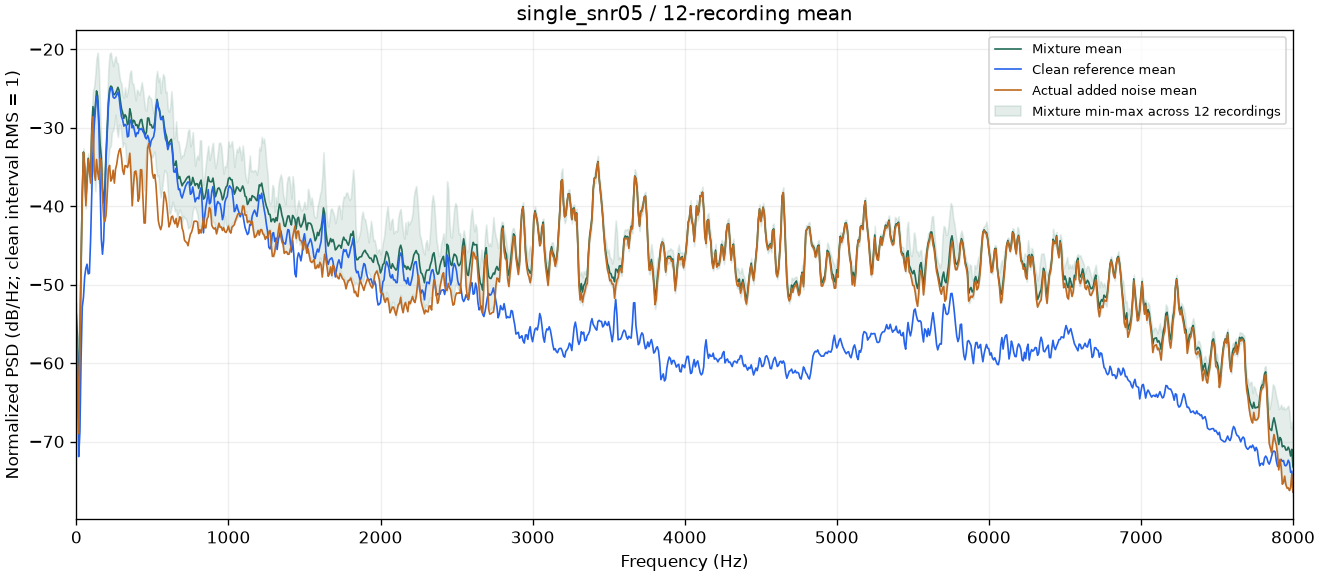 single_snr05 / 12-recording mean
Mixture mean
Clean reference mean
Actual added noise mean
Mixture min-max across 12 recordings
Normalized PSD (dB/Hz; clean interval RMS = 1)
−20
−30
−40
−50
−60
−70
0 1000 2000 3000 4000 5000 6000 7000 8000
Frequency (Hz)